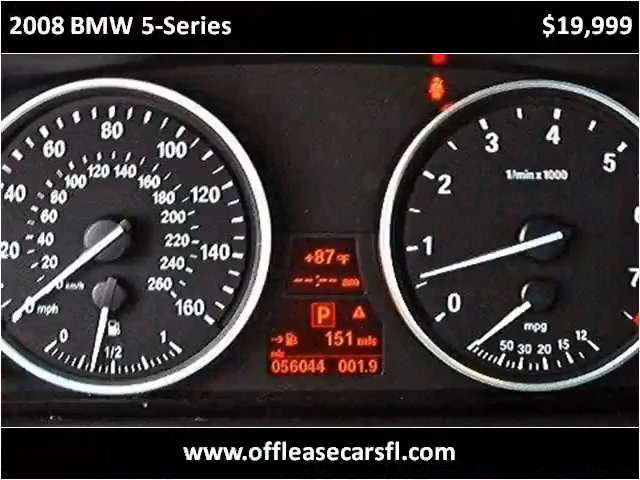 2008 BMW 5-Series $19,999
20 40 60 80 100 120 140 160
20 40 60 80 100 120 140 160 180 200 220 240 260
km/h
mph
0 1/2 1
+87°F
--:-- am
P
151 mls
mls
056044 001.9
0 1 2 3 4 5 6 7
1/min x 1000
mpg
50 30 20 15 12
www.offleasecarsfl.com